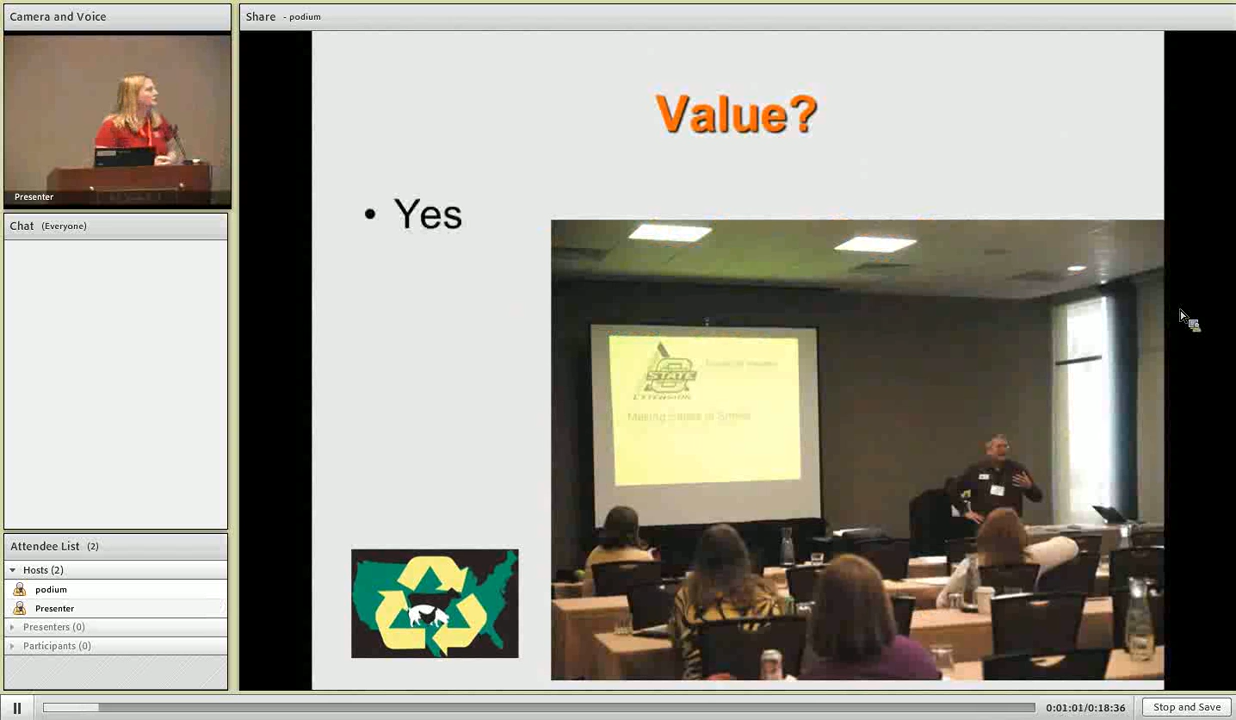 Camera and Voice
Presenter
Chat (Everyone)
Attendee List (2)
Hosts (2)
podium
Presenter
Presenters (0)
Participants (0)
Share - podium
Value?
• Yes
STATE
EXTENSION
0:01:01/0:18:36
Stop and Save